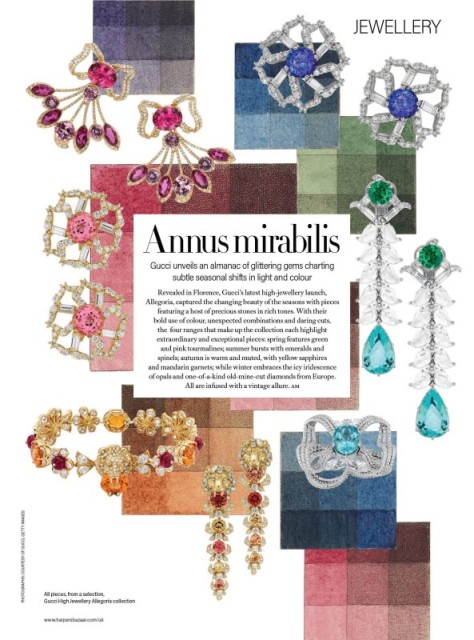 JEWELLERY
Annus mirabilis
Gucci unveils an almanac of glittering gems charting
subtle seasonal shifts in light and colour
Revealed in Florence, Gucci's latest high-jewellery launch,
Allegoria, captured the changing beauty of the seasons with pieces
featuring a host of precious stones in rich tones. With their
bold use of colour, unexpected combinations and daring cuts,
the four ranges that make up the collection each highlight
extraordinary and exceptional pieces: spring features green
and pink tourmalines; summer bursts with emeralds and
spinels; autumn is warm and muted, with yellow sapphires
and mandarin garnets; while winter embraces the icy iridescence
of opals and one-of-a-kind old-mine-cut diamonds from Europe.
All are infused with a vintage allure. AM
PHOTOGRAPHS: COURTESY OF GUCCI, GETTY IMAGES
All pieces, from a selection,
Gucci High Jewellery Allegoria collection
www.harpersbazaar.com/uk